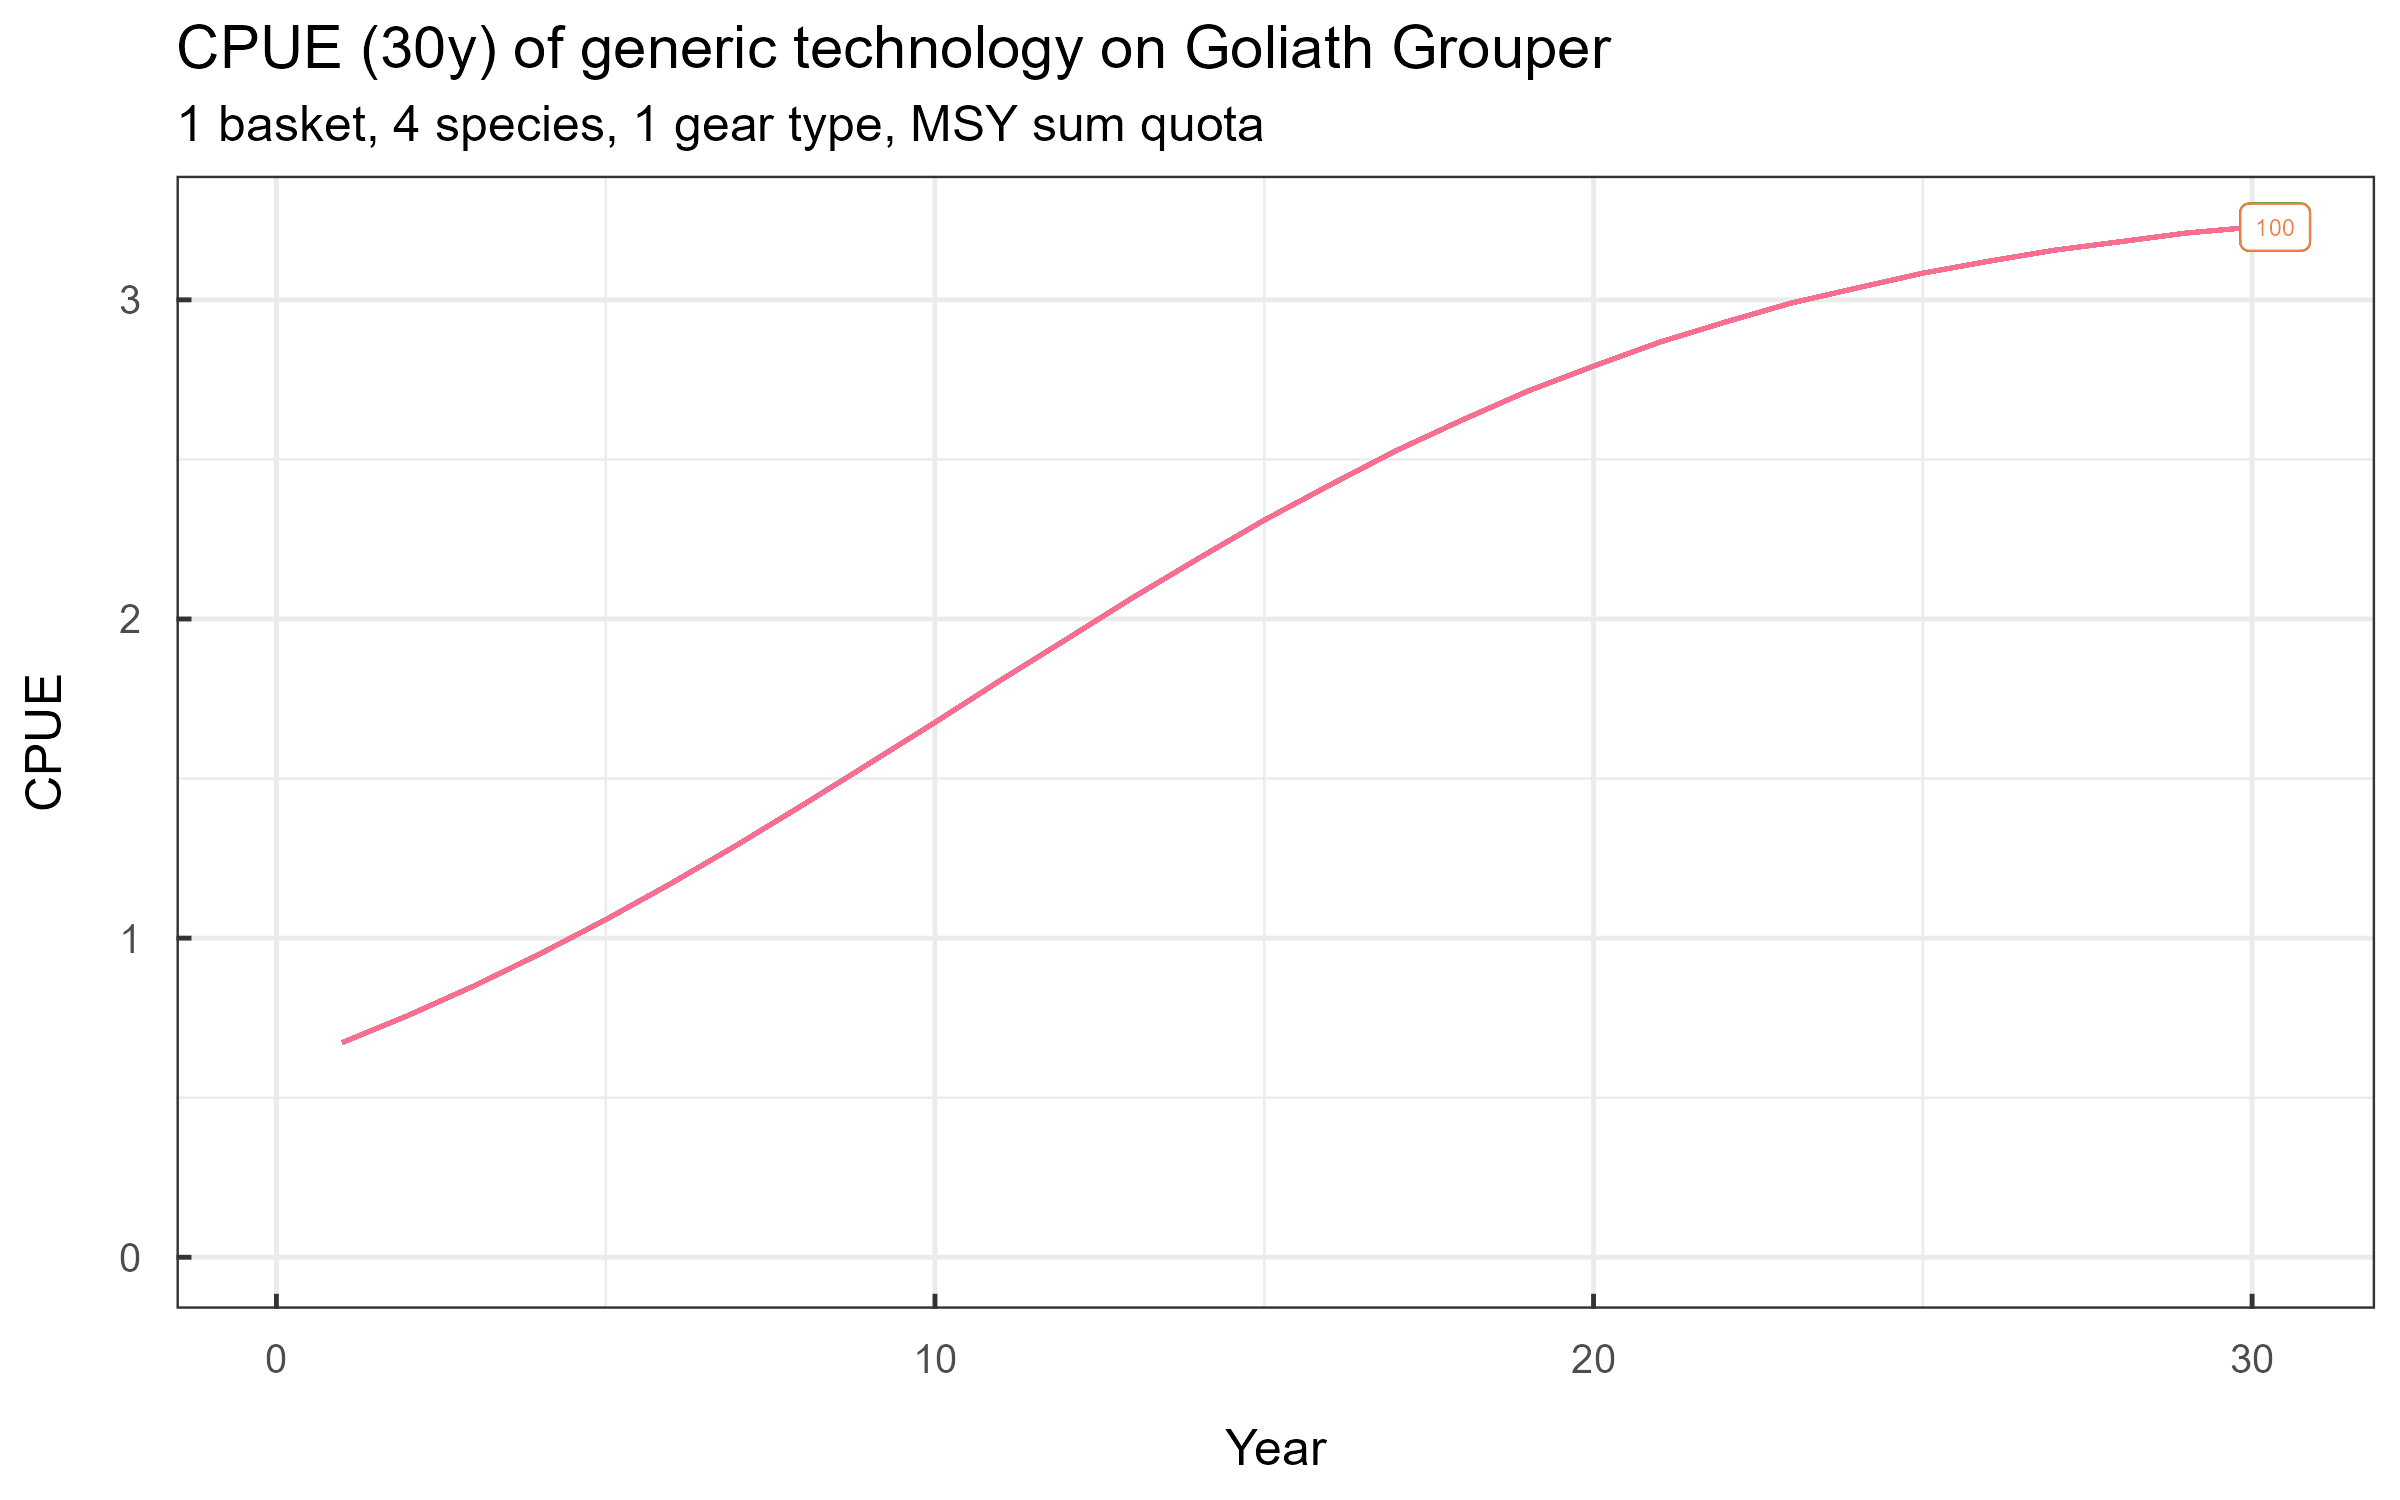 CPUE (30y) of generic technology on Goliath Grouper
1 basket, 4 species, 1 gear type, MSY sum quota
100
3
2
1
0
CPUE
0 10 20 30
Year